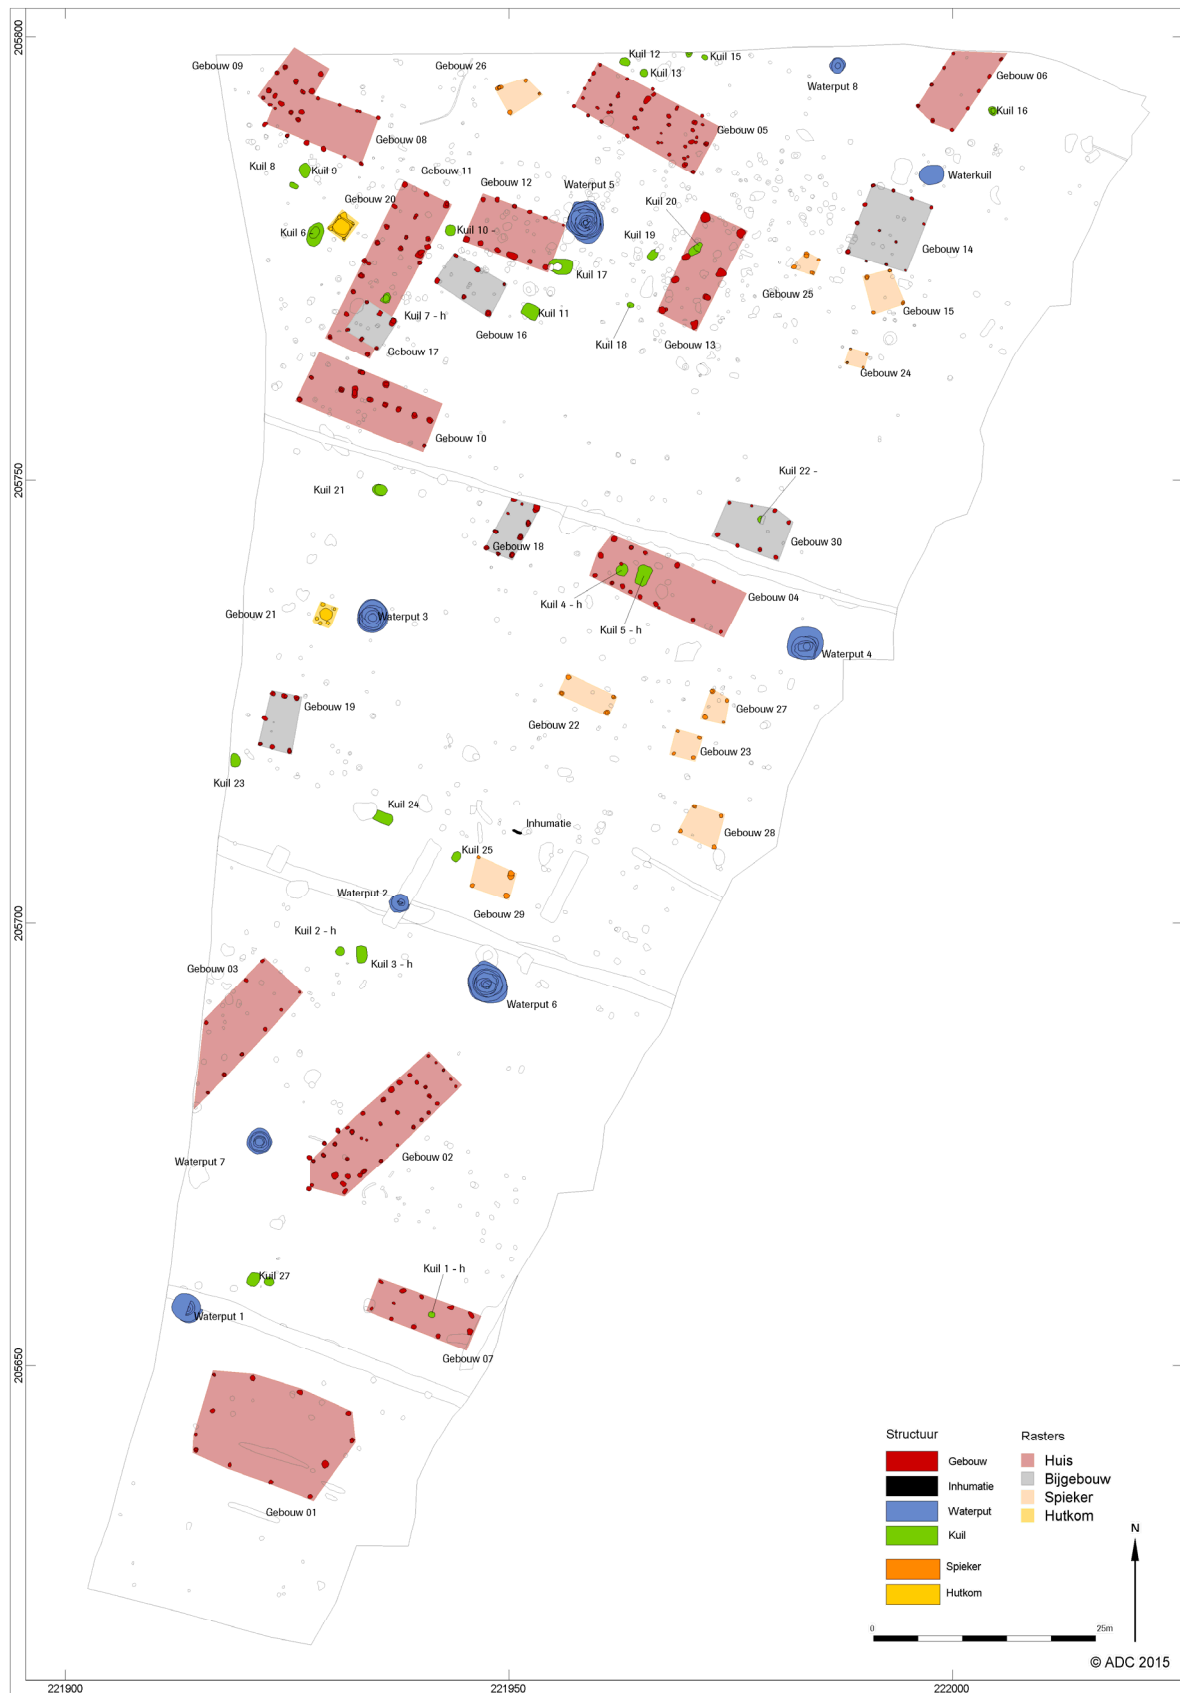 205800
Gebouw 09
Gebouw 26
Kuil 12
Kuil 15
Kuil 13
Waterput 8
Gebouw 06
Kuil 16
Gebouw 08
Gebouw 05
Kuil 8
Kuil 9
Gebouw 11
Gebouw 12
Waterput 5
Waterkuil
Gebouw 20
Kuil 20
Kuil 6 -
Kuil 10 -
Kuil 19
Gebouw 14
Kuil 17
Gebouw 25
Kuil 7 - h
Kuil 11
Gebouw 15
Gebouw 16
Kuil 18
Gebouw 13
Gebouw 17
Gebouw 24
Gebouw 10
205750
Kuil 21
Kuil 22 -
Gebouw 18
Gebouw 30
Kuil 4 - h
Gebouw 04
Gebouw 21
Waterput 3
Kuil 5 - h
Waterput 4
Gebouw 19
Gebouw 22
Gebouw 27
Gebouw 23
Kuil 23
Kuil 24
Inhumatie
Gebouw 28
Kuil 25
Waterput 2
Gebouw 29
205700
Kuil 2 - h
Gebouw 03
Kuil 3 - h
Waterput 6
Waterput 7
Gebouw 02
Kuil 27
Kuil 1 - h
Waterput 1
Gebouw 07
205650
Gebouw 01
Structuur
Gebouw
Inhumatie
Waterput
Kuil
Spieker
Hutkom
Rasters
Huis
Bijgebouw
Spieker
Hutkom
N
0
25m
© ADC 2015
221900
221950
222000